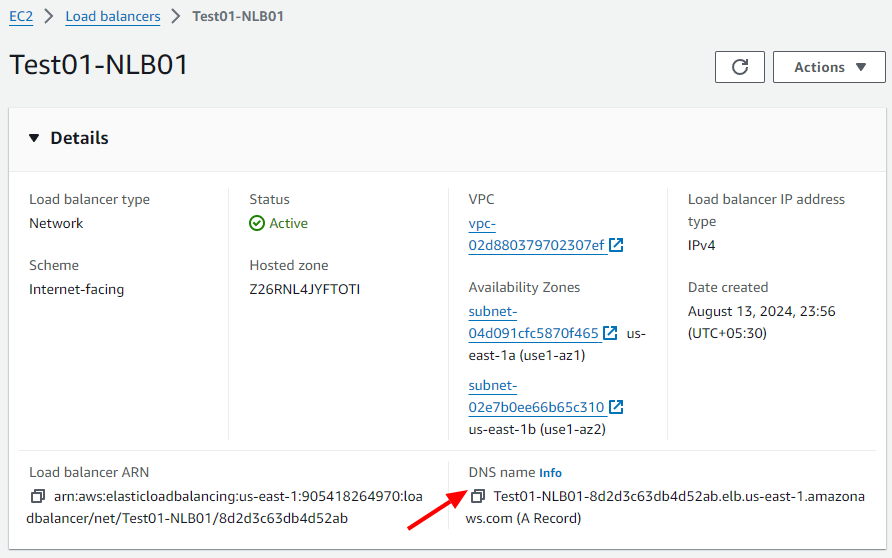 EC2 > Load balancers > Test01-NLB01
Test01-NLB01
Actions
Details
Load balancer type
Network
Scheme
Internet-facing
Status
Active
Hosted zone
Z26RNL4JYFTOTI
VPC
vpc-
02d880379702307ef
Availability Zones
subnet-
04d091cfc5870f465 us-
east-1a (use1-az1)
subnet-
02e7b0ee66b65c310
us-east-1b (use1-az2)
Load balancer IP address
type
IPv4
Date created
August 13, 2024, 23:56
(UTC+05:30)
Load balancer ARN
arn:aws:elasticloadbalancing:us-east-1:905418264970:loa
dbalancer/net/Test01-NLB01/8d2d3c63db4d52ab
DNS name Info
Test01-NLB01-8d2d3c63db4d52ab.elb.us-east-1.amazona
ws.com (A Record)